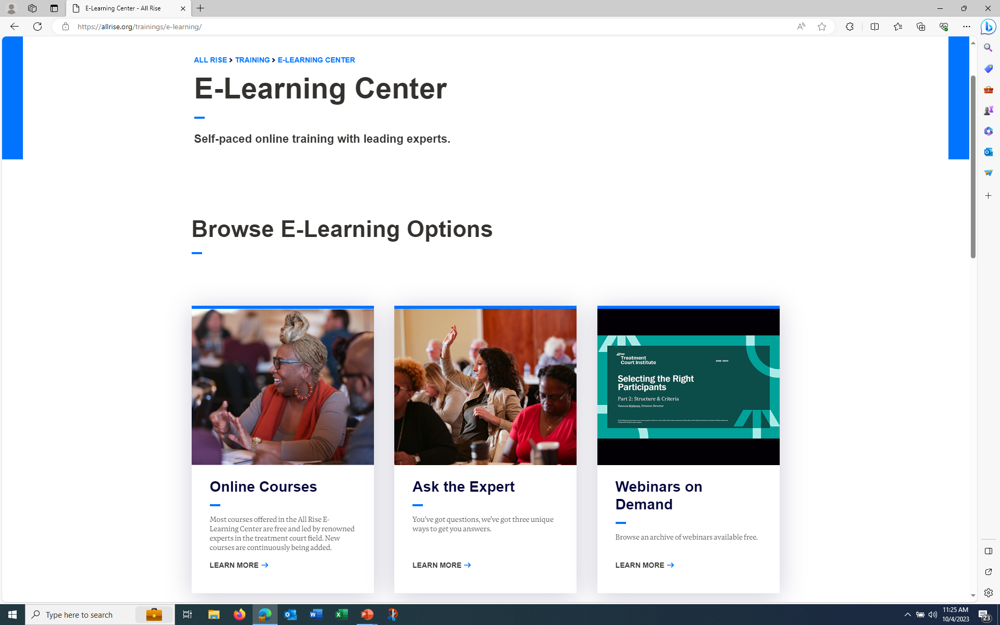 E-Learning Center - All Rise
https://allrise.org/trainings/e-learning/
ALL RISE > TRAINING > E-LEARNING CENTER
E-Learning Center
Self-paced online training with leading experts.
Browse E-Learning Options
Treatment
Court Institute
JUNE 2023
Selecting the Right
Participants
Part 2: Structure & Criteria
Vanessa Mattews, Division Director
Online Courses
Most courses offered in the All Rise E-
Learning Center are free and led by renowned
experts in the treatment court field. New
courses are continuously being added.
LEARN MORE
Ask the Expert
You've got questions, we've got three unique
ways to get you answers.
LEARN MORE
Webinars on
Demand
Browse an archive of webinars available free.
LEARN MORE
Type here to search
11:25 AM
10/4/2023
23